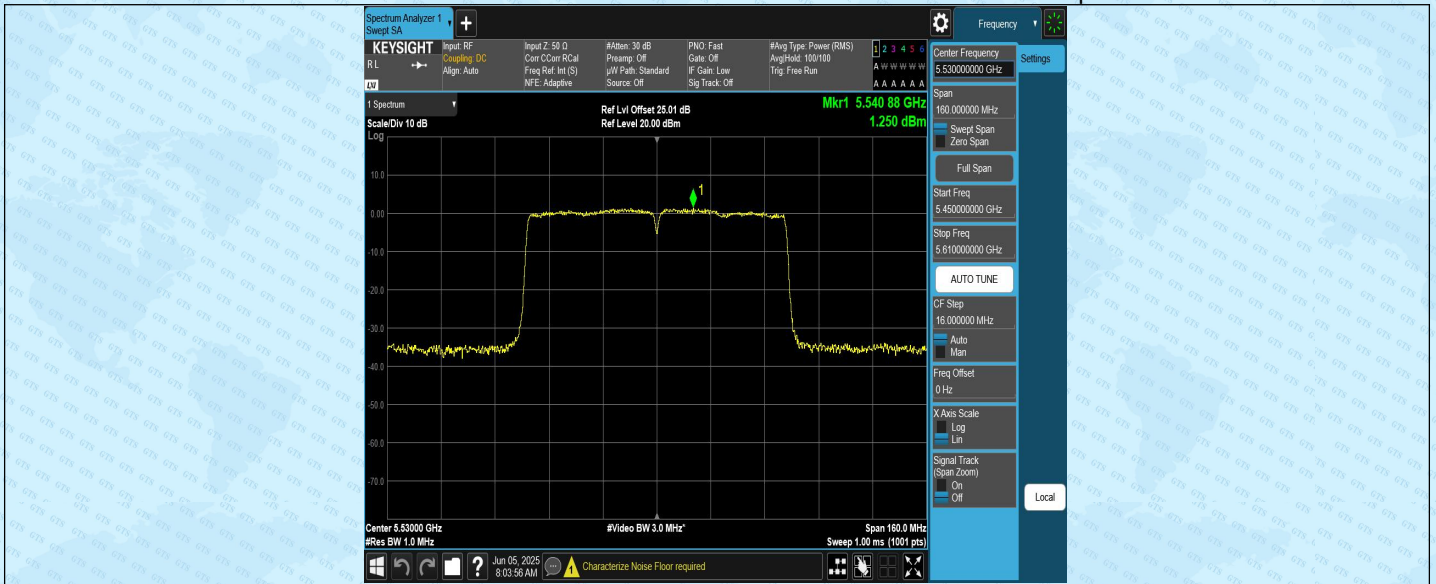 Spectrum Analyzer 1
Swept SA
Frequency
KEYSIGHT
R L
LXI
Input: RF
Coupling: DC
Align: Auto
Input Z: 50 Ω
Corr CCorr RCal
Freq Ref: Int (S)
NFE: Adaptive
#Atten: 30 dB
Preamp: Off
µW Path: Standard
Source: Off
PNO: Fast
Gate: Off
IF Gain: Low
Sig Track: Off
#Avg Type: Power (RMS)
Avg|Hold: 100/100
Trig: Free Run
1 2 3 4 5 6
A W W W W W
A A A A A A
1 Spectrum
Scale/Div 10 dB
Log
Ref Lvl Offset 25.01 dB
Ref Level 20.00 dBm
Mkr1 5.540 88 GHz
1.250 dBm
10.0
0.00
-10.0
-20.0
-30.0
-40.0
-50.0
-60.0
-70.0
1
Center 5.53000 GHz
#Res BW 1.0 MHz
#Video BW 3.0 MHz*
Span 160.0 MHz
Sweep 1.00 ms (1001 pts)
Center Frequency
5.530000000 GHz
Settings
Span
160.000000 MHz
Swept Span
Zero Span
Full Span
Start Freq
5.450000000 GHz
Stop Freq
5.610000000 GHz
AUTO TUNE
CF Step
16.000000 MHz
Auto
Man
Freq Offset
0 Hz
X Axis Scale
Log
Lin
Signal Track
(Span Zoom)
On
Off
Local
?
Jun 05, 2025
8:03:56 AM
1
Characterize Noise Floor required
GTS